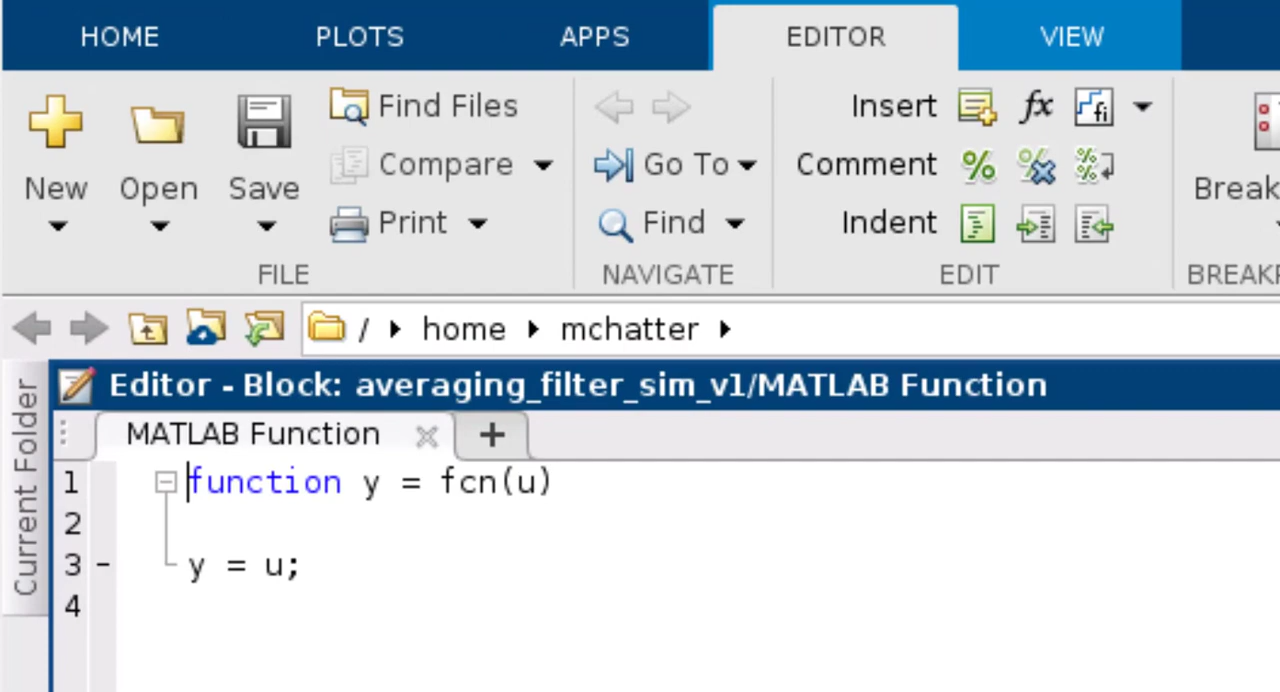 HOME PLOTS APPS EDITOR VIEW
Find Files Insert fx fi
New Open Save Compare Go To Comment % % %
Print Find Indent
FILE NAVIGATE EDIT
/ home mchatter
Current Folder
Editor - Block: averaging_filter_sim_v1/MATLAB Function
MATLAB Function +
1 function y = fcn(u)
2
3 - y = u;
4